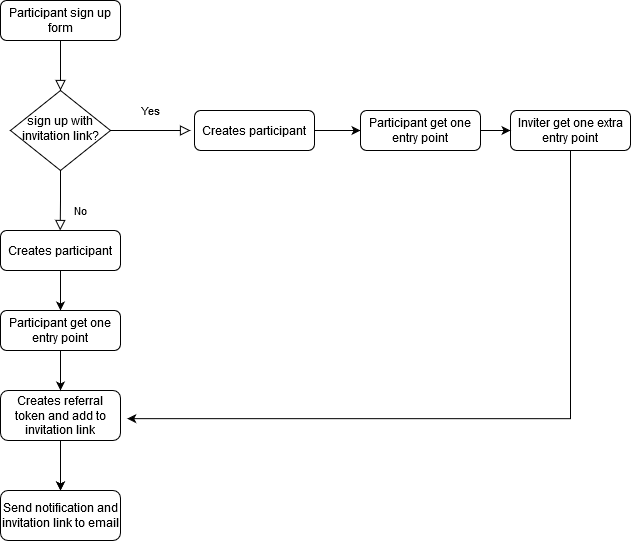 Participant sign up
form
sign up with
invitation link?
Yes
Creates participant
Participant get one
entry point
Inviter get one extra
entry point
No
Creates participant
Participant get one
entry point
Creates referral
token and add to
invitation link
Send notification and
invitation link to email